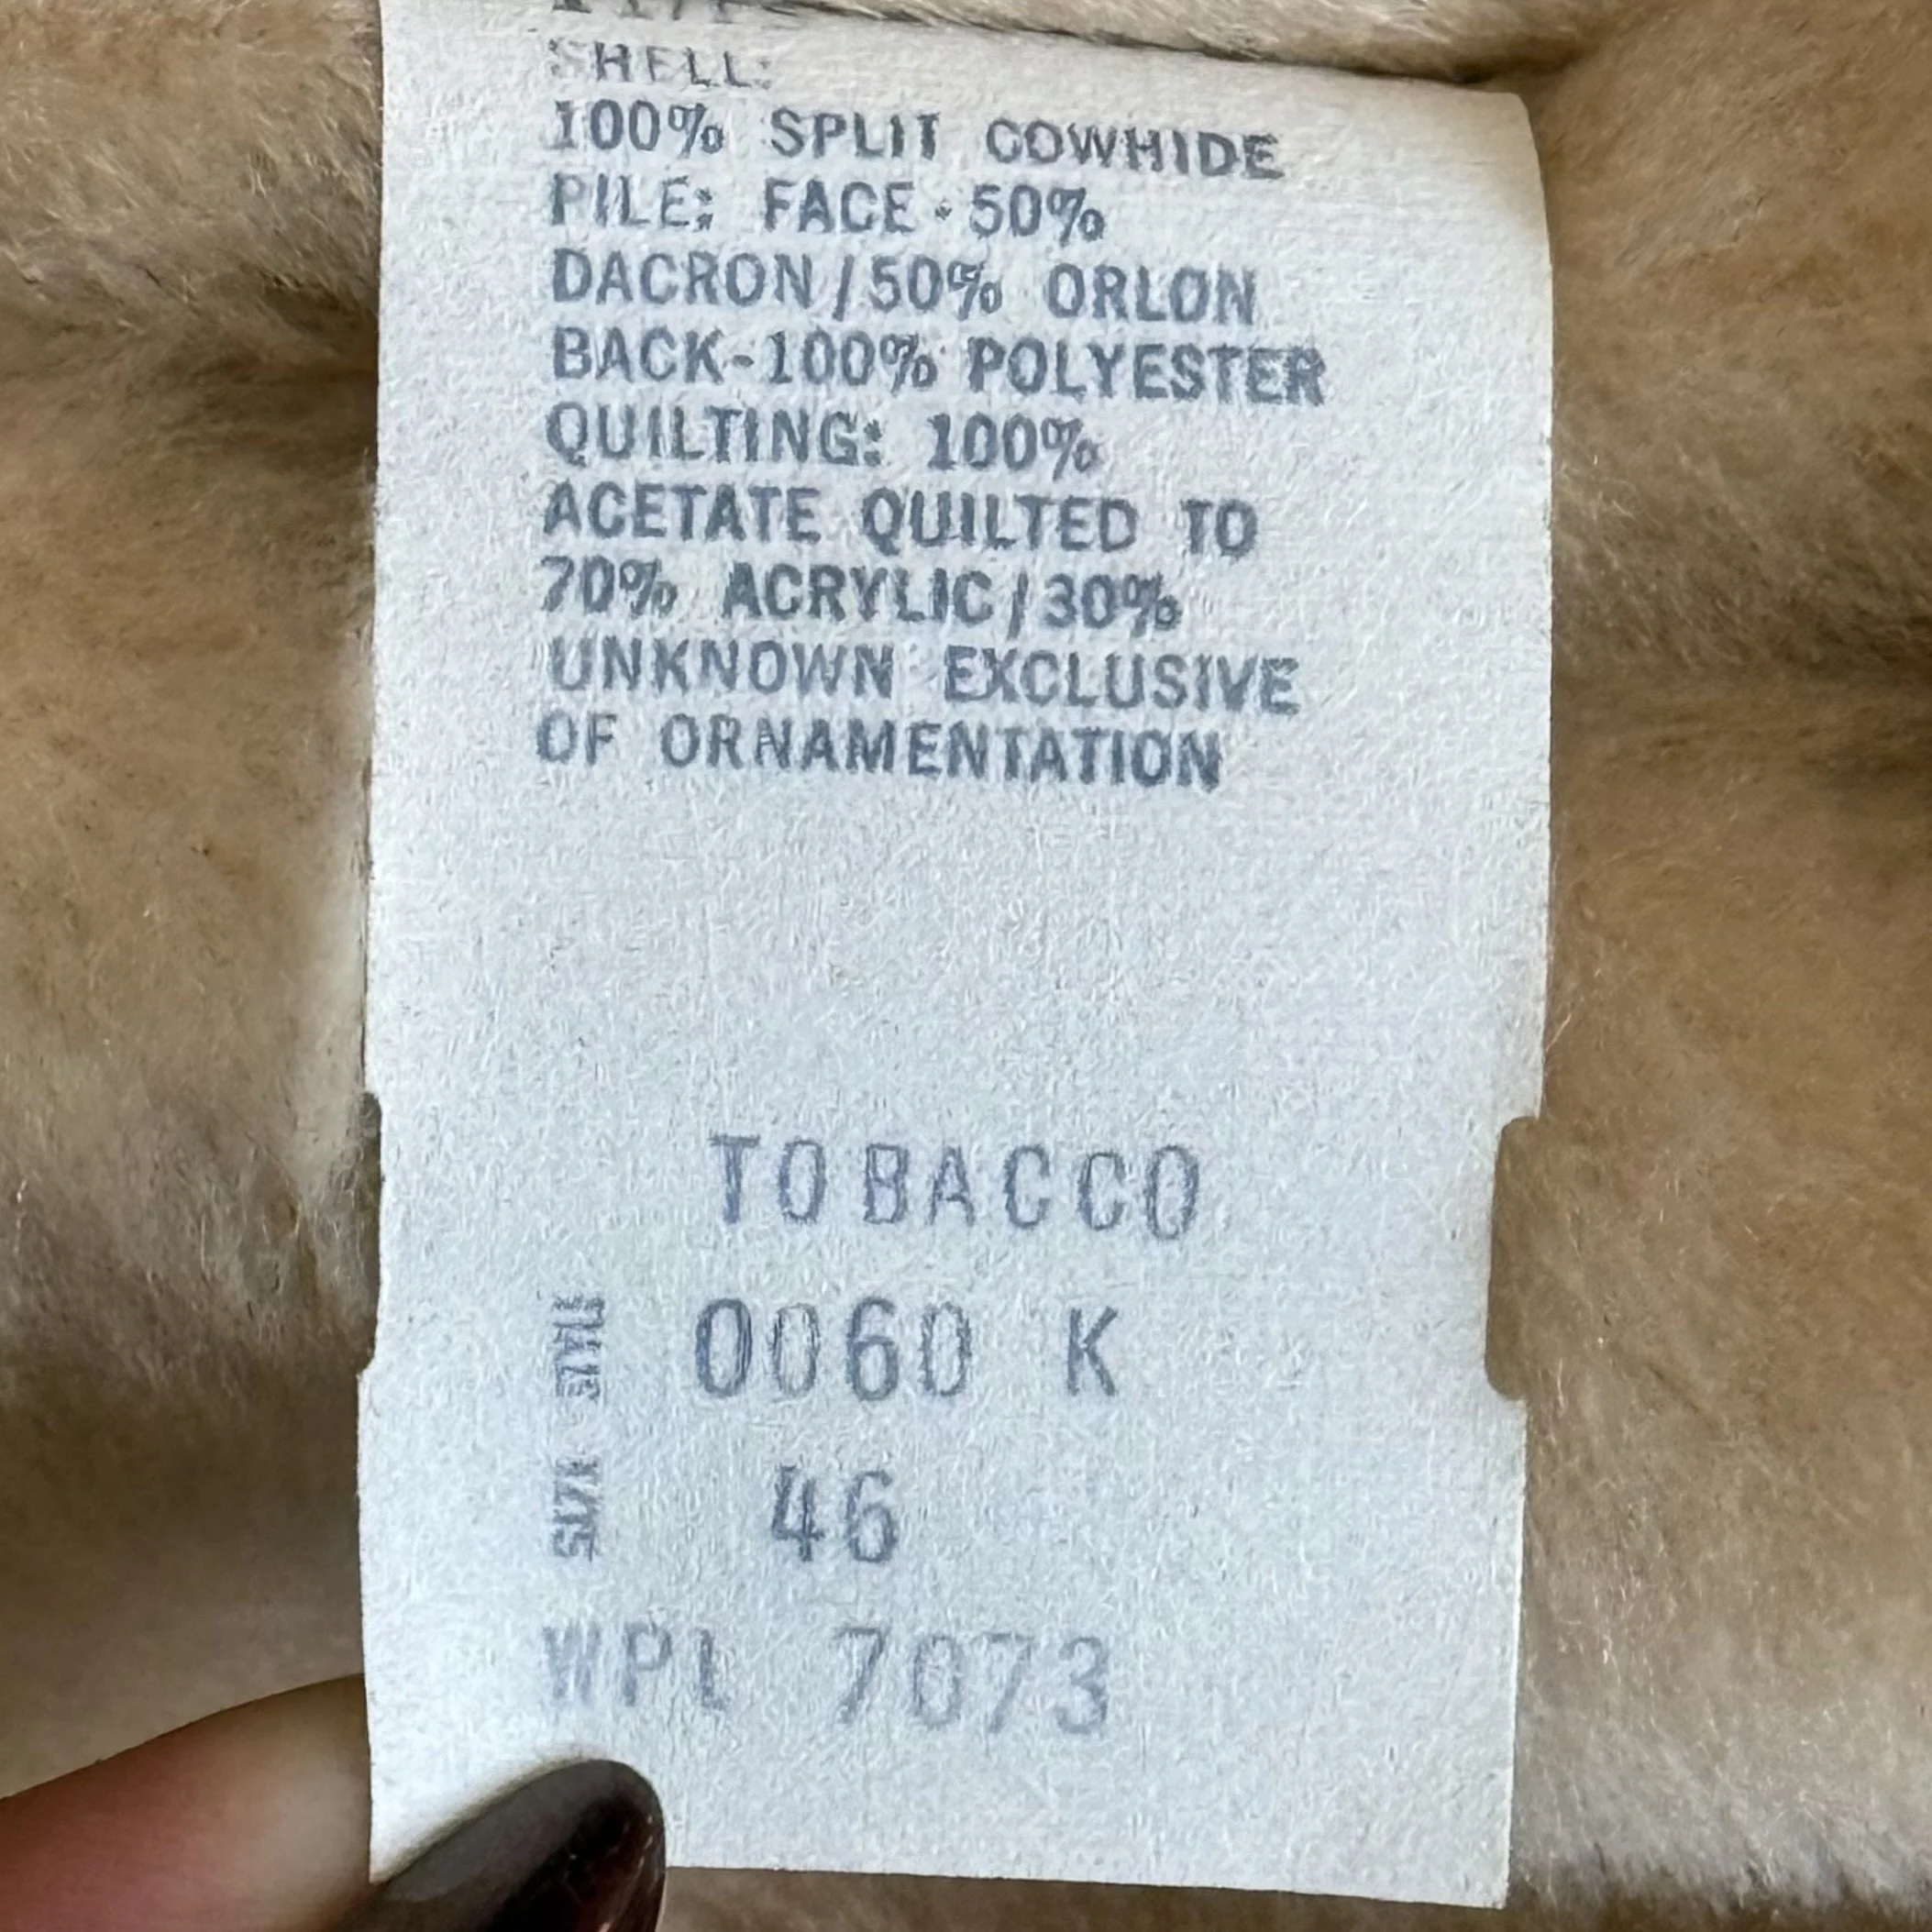 SHELL:
100% SPLIT COWHIDE
PILE: FACE-50%
DACRON/50% ORLON
BACK-100% POLYESTER
QUILTING: 100%
ACETATE QUILTED TO
70% ACRYLIC/30%
UNKNOWN EXCLUSIVE
OF ORNAMENTATION
TOBACCO
STYLE 0060 K
SIZE 46
WPL 7073